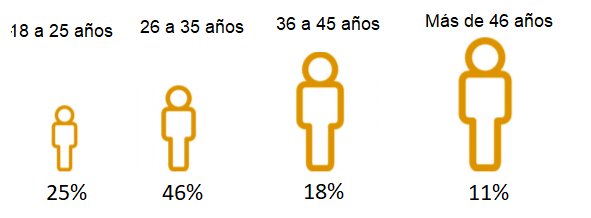 18 a 25 años
26 a 35 años
36 a 45 años
Más de 46 años
25%
46%
18%
11%